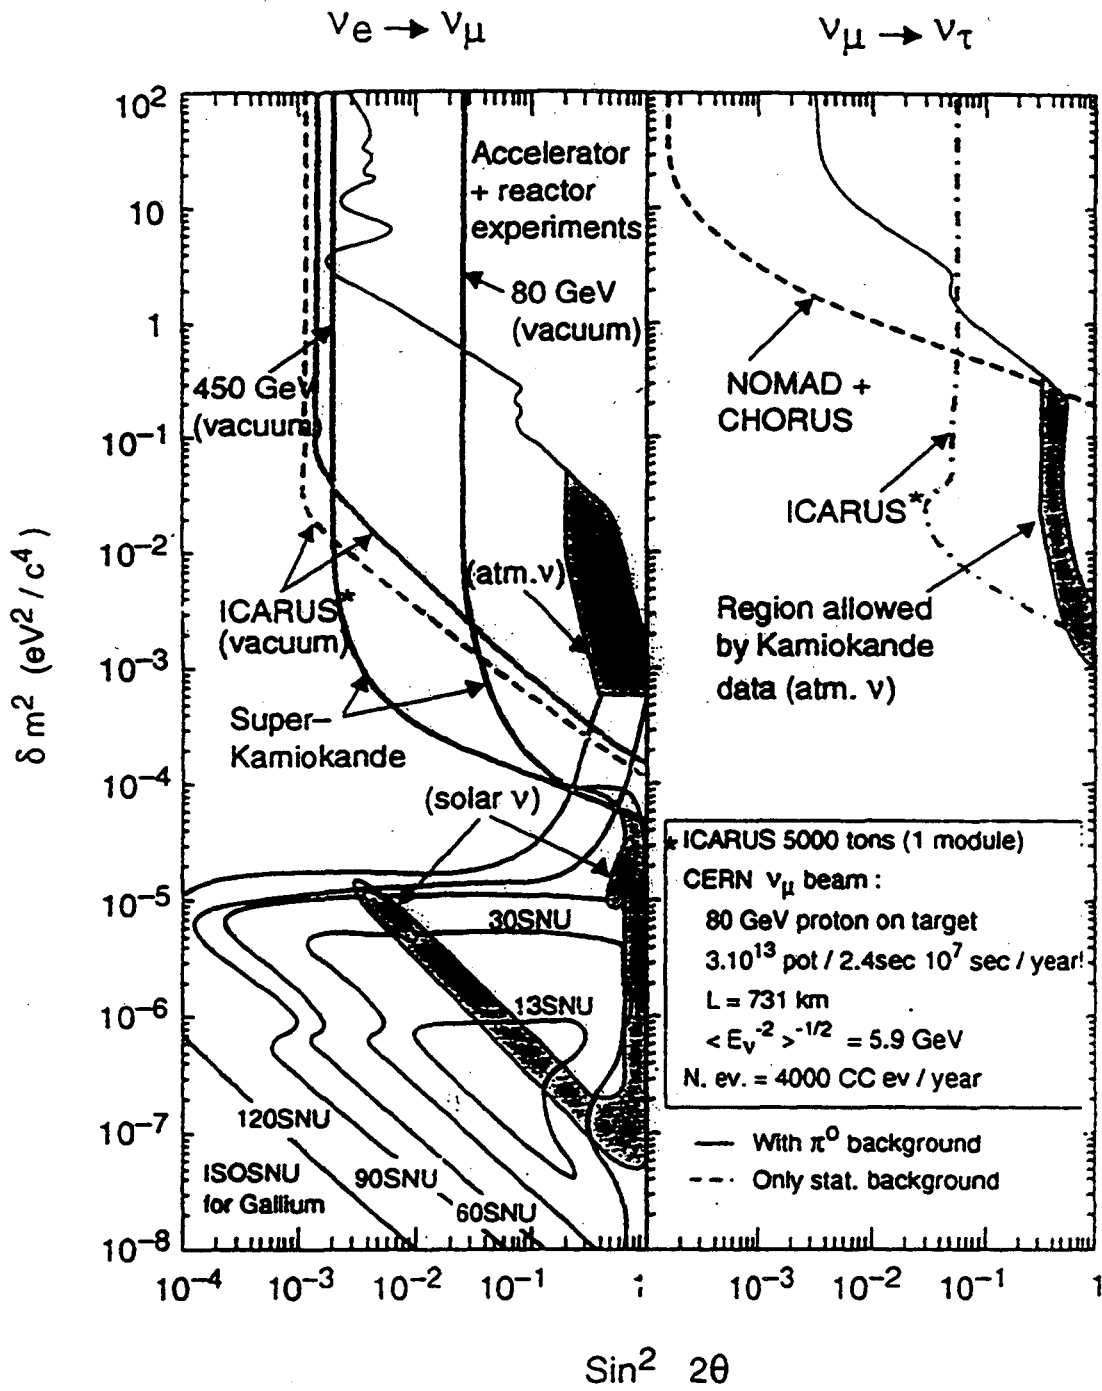 νe → νμ
νμ → ντ
10²
10
1
10⁻¹
10⁻²
10⁻³
10⁻⁴
10⁻⁵
10⁻⁶
10⁻⁷
10⁻⁸
δ m² (eV² / c⁴)
Accelerator
+ reactor
experiments
80 GeV
(vacuum)
450 GeV
(vacuum)
(atm.ν)
ICARUS*
(vacuum)
Super–
Kamiokande
(solar ν)
30SNU
13SNU
120SNU
ISOSNU
for Gallium
90SNU
60SNU
NOMAD +
CHORUS
ICARUS*
Region allowed
by Kamiokande
data (atm. ν)
* ICARUS 5000 tons (1 module)
CERN νμ beam :
80 GeV proton on target
3.10¹³ pot / 2.4sec 10⁷ sec / year
L = 731 km
< Eν⁻² >⁻¹/² = 5.9 GeV
N. ev. = 4000 CC ev / year
— With π⁰ background
--- Only stat. background
10⁻⁴ 10⁻³ 10⁻² 10⁻¹ 1
10⁻³ 10⁻² 10⁻¹ 1
Sin² 2θ